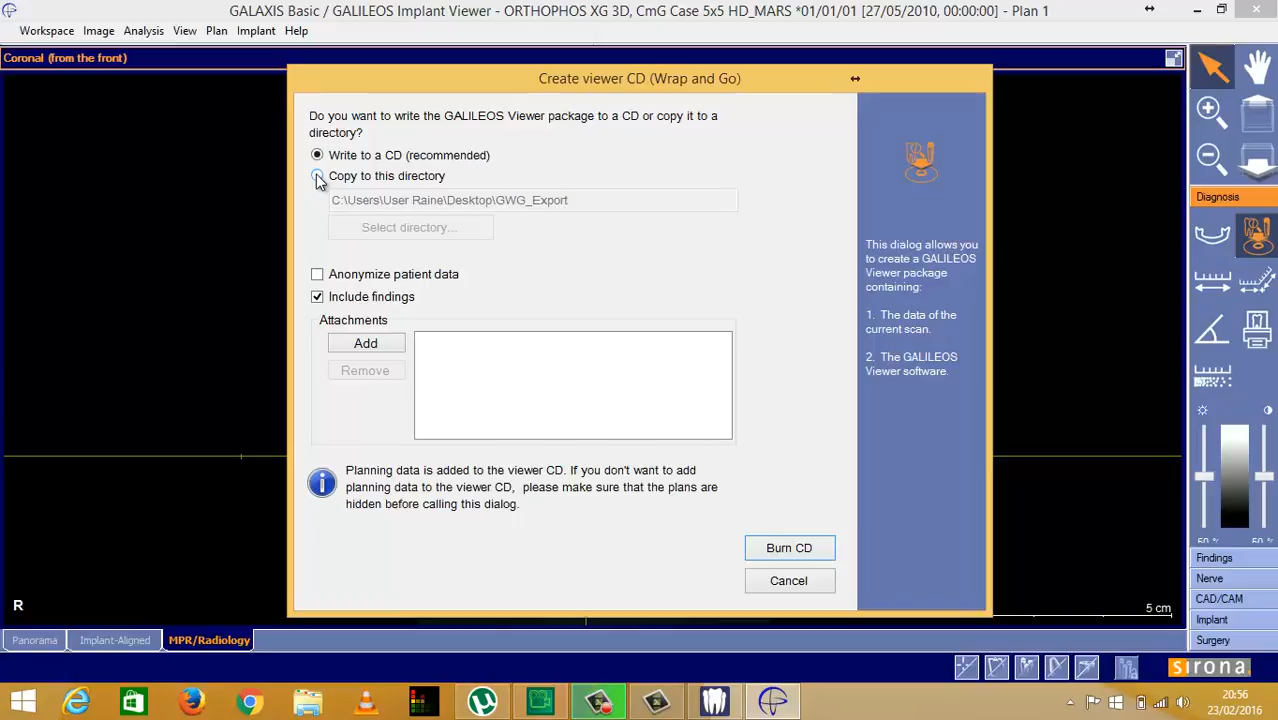 GALAXIS Basic / GALILEOS Implant Viewer - ORTHOPHOS XG 3D, CmG Case 5x5 HD_MARS *01/01/01 [27/05/2010, 00:00:00] - Plan 1
Workspace Image Analysis View Plan Implant Help
Coronal (from the front)
Create viewer CD (Wrap and Go)
Do you want to write the GALILEOS Viewer package to a CD or copy it to a
directory?
Write to a CD (recommended)
Copy to this directory
C:\Users\User Raine\Desktop\GWG_Export
Select directory...
Anonymize patient data
Include findings
Attachments
Add
Remove
Planning data is added to the viewer CD. If you don't want to add
planning data to the viewer CD, please make sure that the plans are
hidden before calling this dialog.
Burn CD
Cancel
This dialog allows you
to create a GALILEOS
Viewer package
containing:
1. The data of the
current scan.
2. The GALILEOS
Viewer software.
Diagnosis
Findings
Nerve
CAD/CAM
Implant
Surgery
R
5 cm
Panorama Implant-Aligned MPR/Radiology
sirona
20:56
23/02/2016